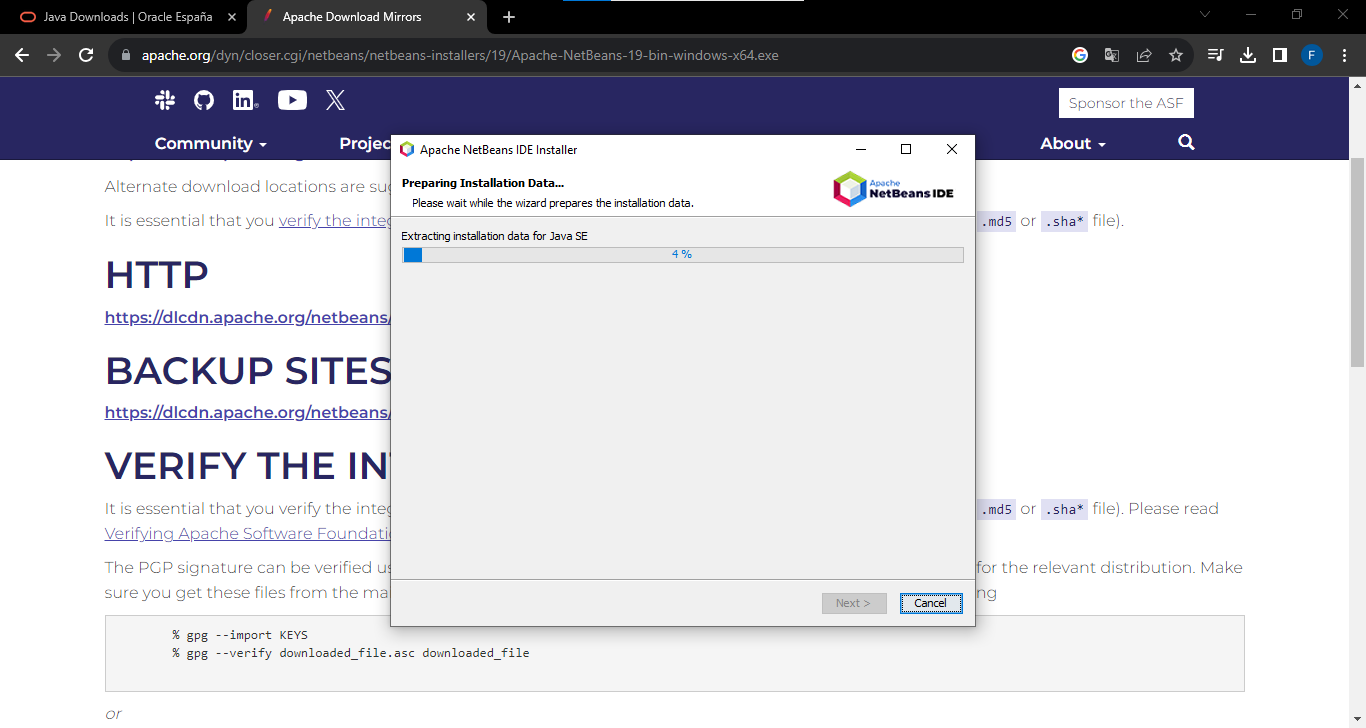 Java Downloads | Oracle España
Apache Download Mirrors
apache.org/dyn/closer.cgi/netbeans/netbeans-installers/19/Apache-NetBeans-19-bin-windows-x64.exe
F
Sponsor the ASF
Community
Projec
About
Alternate download locations are su
It is essential that you verify the integ
.md5 or .sha* file).
HTTP
https://dlcdn.apache.org/netbeans/
BACKUP SITES
https://dlcdn.apache.org/netbeans/
VERIFY THE IN
It is essential that you verify the integ
.md5 or .sha* file). Please read
Verifying Apache Software Foundatio
The PGP signature can be verified us
for the relevant distribution. Make
sure you get these files from the ma
ng
% gpg --import KEYS
% gpg --verify downloaded_file.asc downloaded_file
or
Apache NetBeans IDE Installer
Preparing Installation Data...
Please wait while the wizard prepares the installation data.
Apache
NetBeans IDE
Extracting installation data for Java SE
4 %
Next >
Cancel